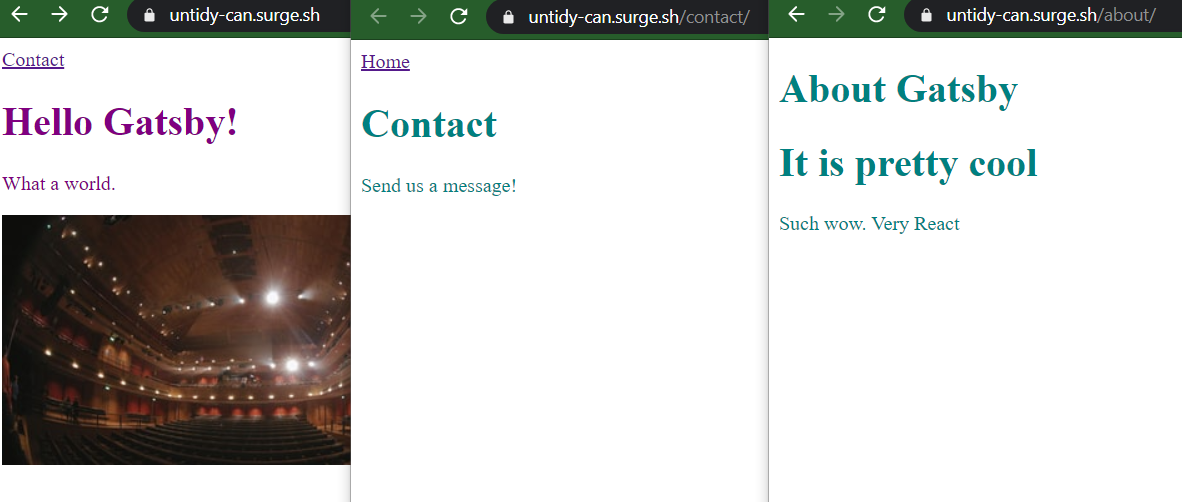 untidy-can.surge.sh
Contact
Hello Gatsby!
What a world.
untidy-can.surge.sh/contact/
Home
Contact
Send us a message!
untidy-can.surge.sh/about/
About Gatsby
It is pretty cool
Such wow. Very React